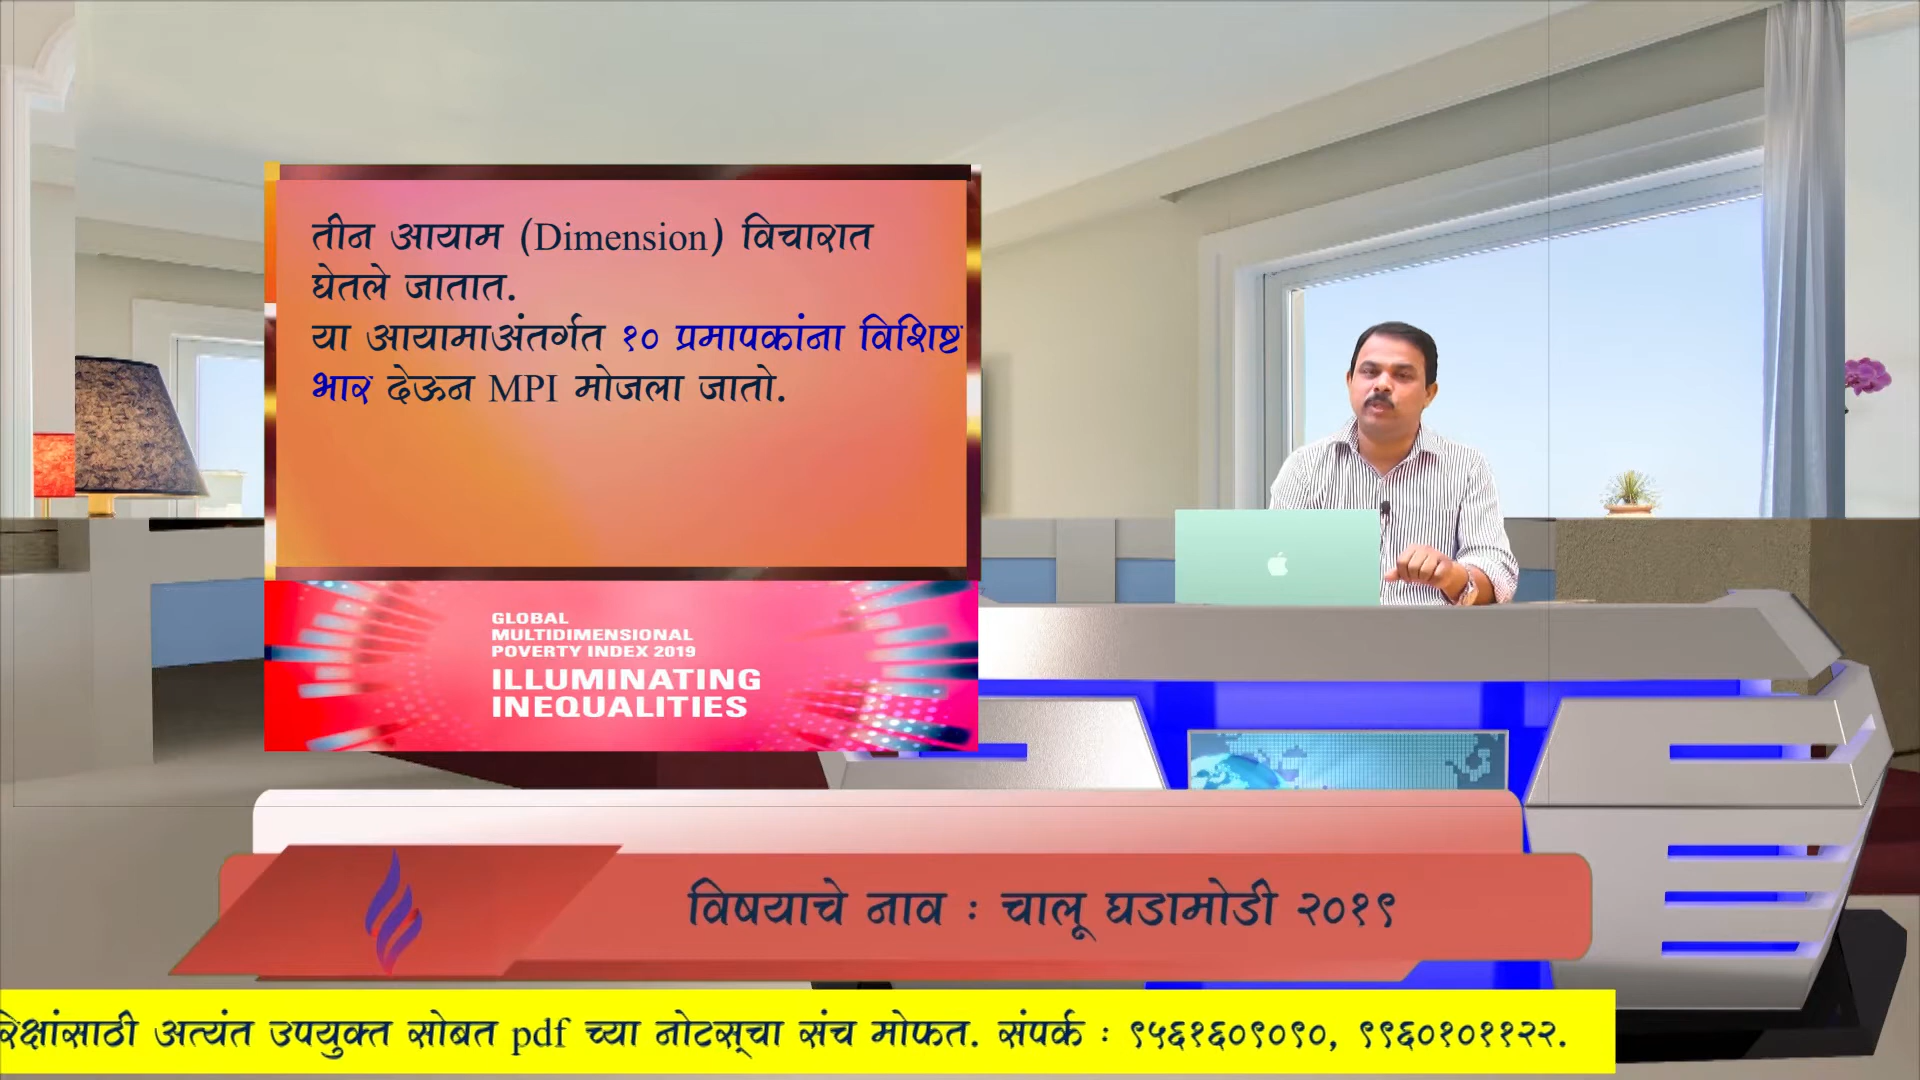 तीन आयाम (Dimension) विचारात
घेतले जातात.
या आयामाअंतर्गत १० प्रमापकांना विशिष्ट
भार देऊन MPI मोजला जातो.
GLOBAL
MULTIDIMENSIONAL
POVERTY INDEX 2019
ILLUMINATING
INEQUALITIES
विषयाचे नाव : चालू घडामोडी २०१९
अत्यंत उपयुक्त सोबत pdf च्या नोटस्‌चा संच मोफत. संपर्क : ९५६१६०९०९०, ९९६०१०११२२.